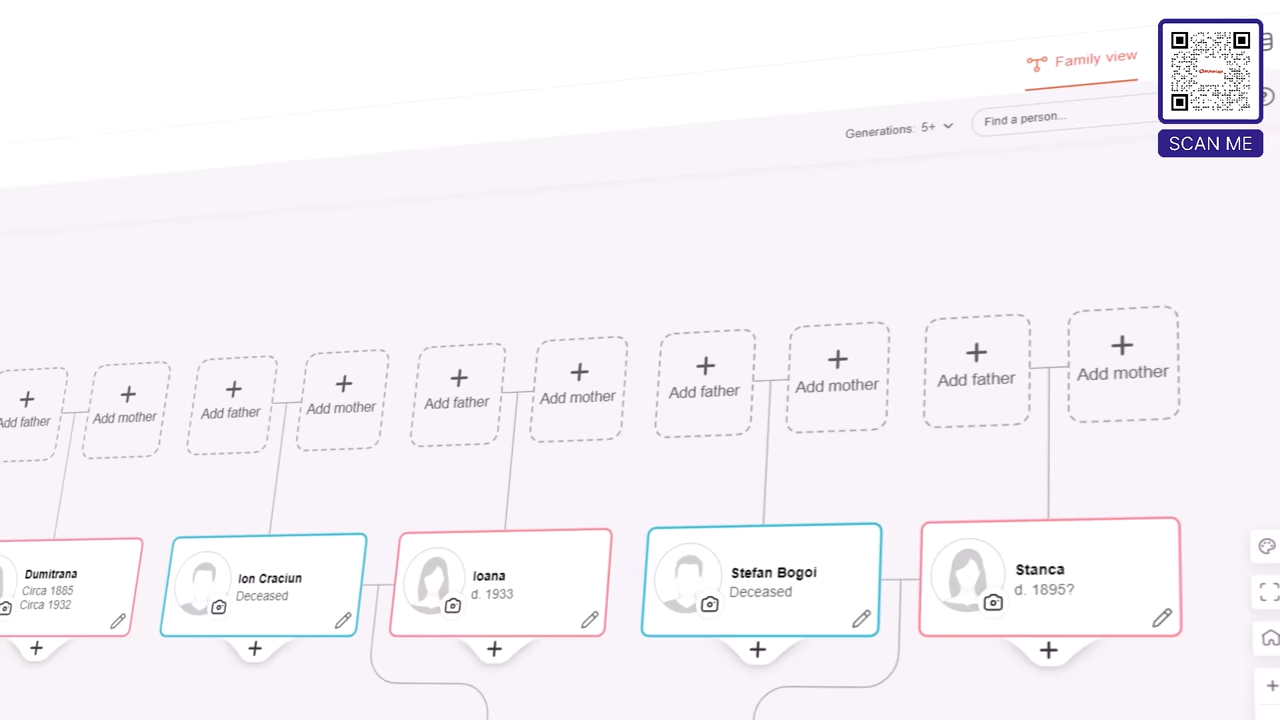 Family view
SCAN ME
Generations: 5+
Find a person...
Add father
Add mother
Add father
Add mother
Add father
Add mother
Add father
Add mother
Add father
Add mother
Dumitrana
Circa 1885
Circa 1932
Ion Craciun
Deceased
Ioana
d. 1933
Stefan Bogoi
Deceased
Stanca
d. 1895?